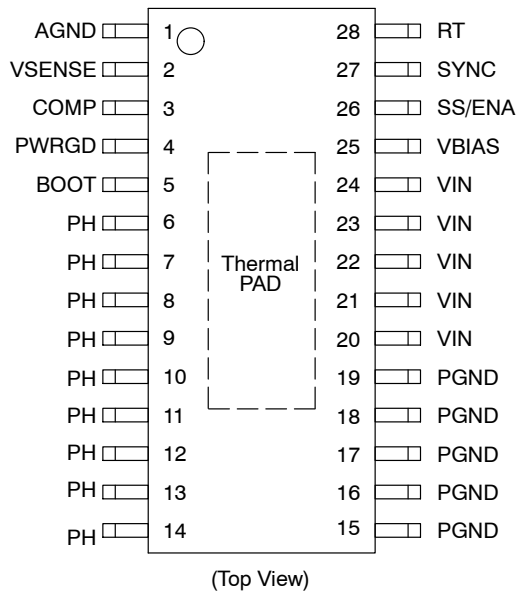 AGND 1 28 RT
VSENSE 2 27 SYNC
COMP 3 26 SS/ENA
PWRGD 4 25 VBIAS
BOOT 5 24 VIN
PH 6 23 VIN
PH 7 22 VIN
PH 8 21 VIN
PH 9 20 VIN
PH 10 19 PGND
PH 11 18 PGND
PH 12 17 PGND
PH 13 16 PGND
PH 14 15 PGND
Thermal
PAD
(Top View)